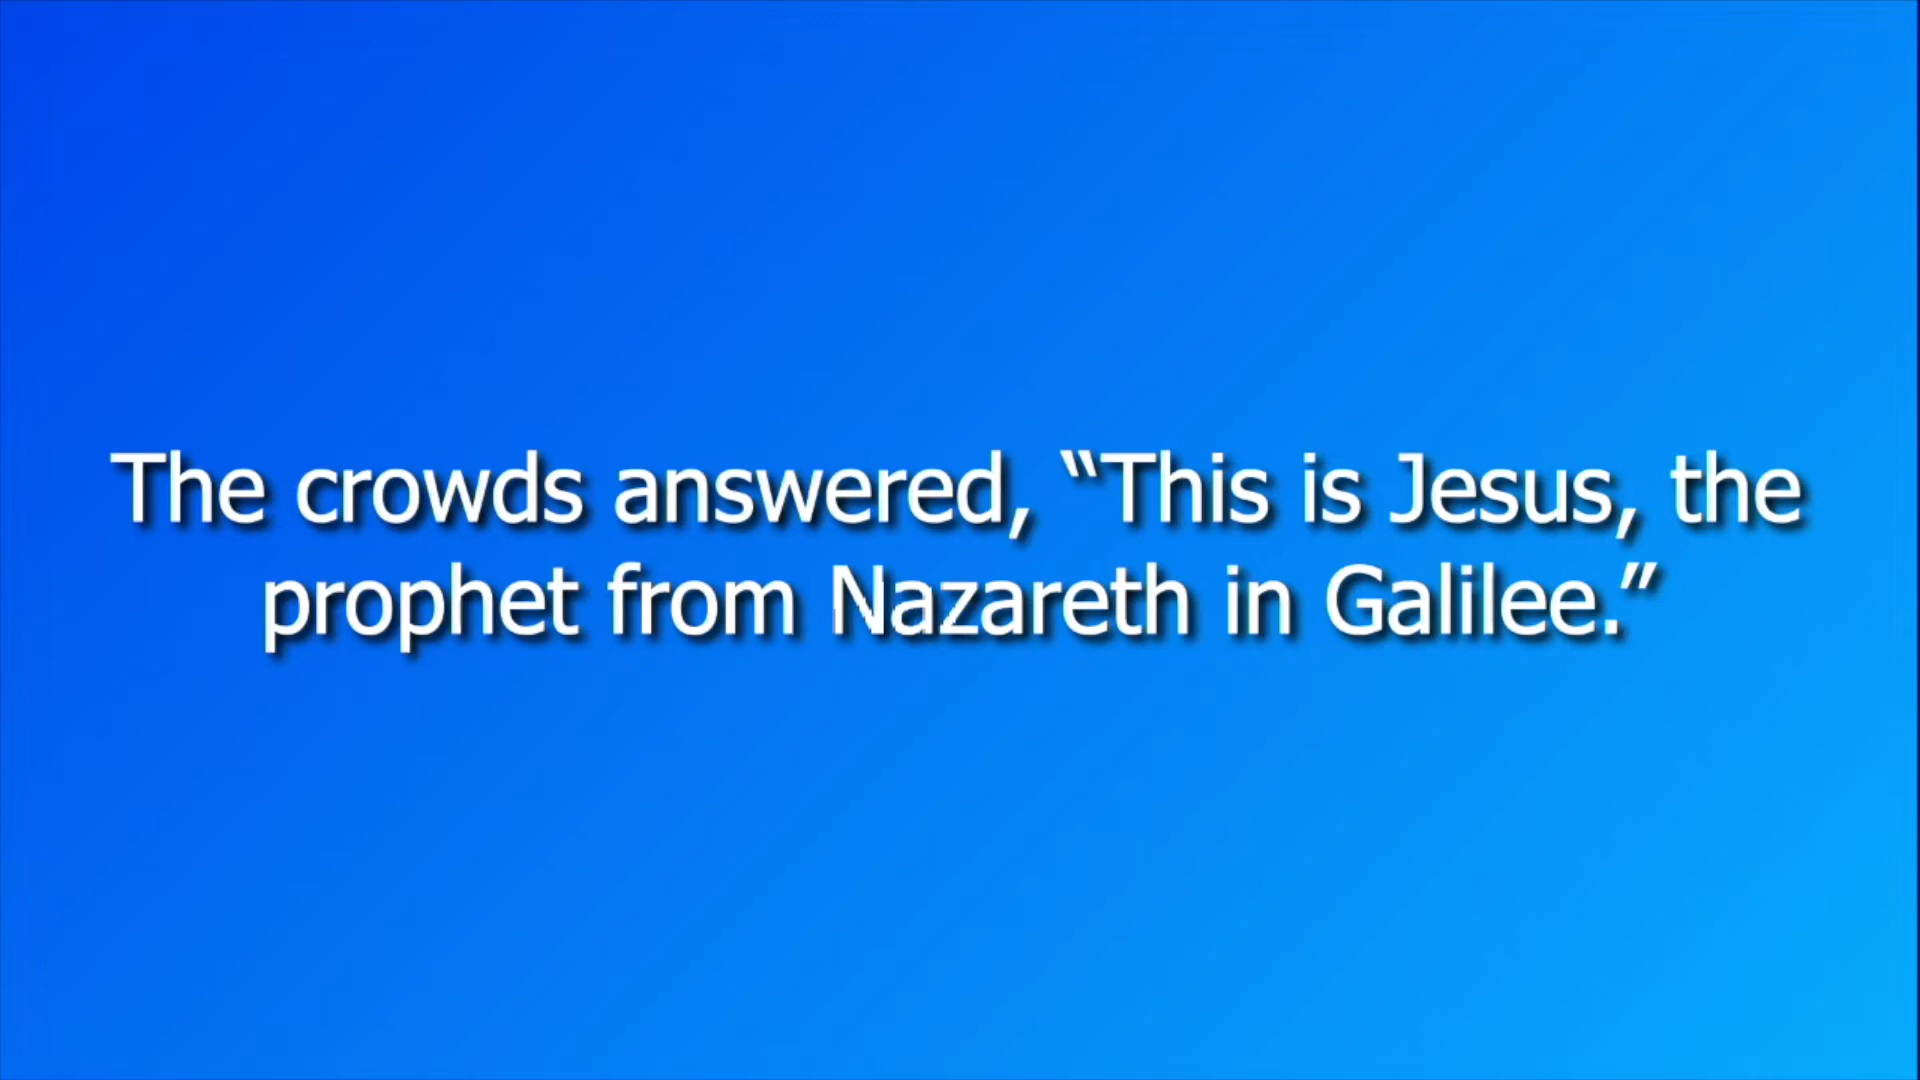 The crowds answered, “This is Jesus, the
prophet from Nazareth in Galilee.”